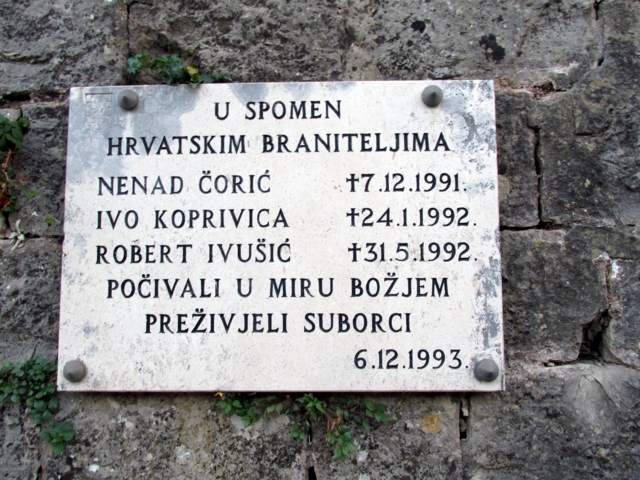 U SPOMEN
HRVATSKIM BRANITELJIMA
NENAD ČORIĆ †7.12.1991.
IVO KOPRIVICA †24.1.1992.
ROBERT IVUŠIĆ †31.5.1992.
POČIVALI U MIRU BOŽJEM
PREŽIVJELI SUBORCI
6.12.1993.